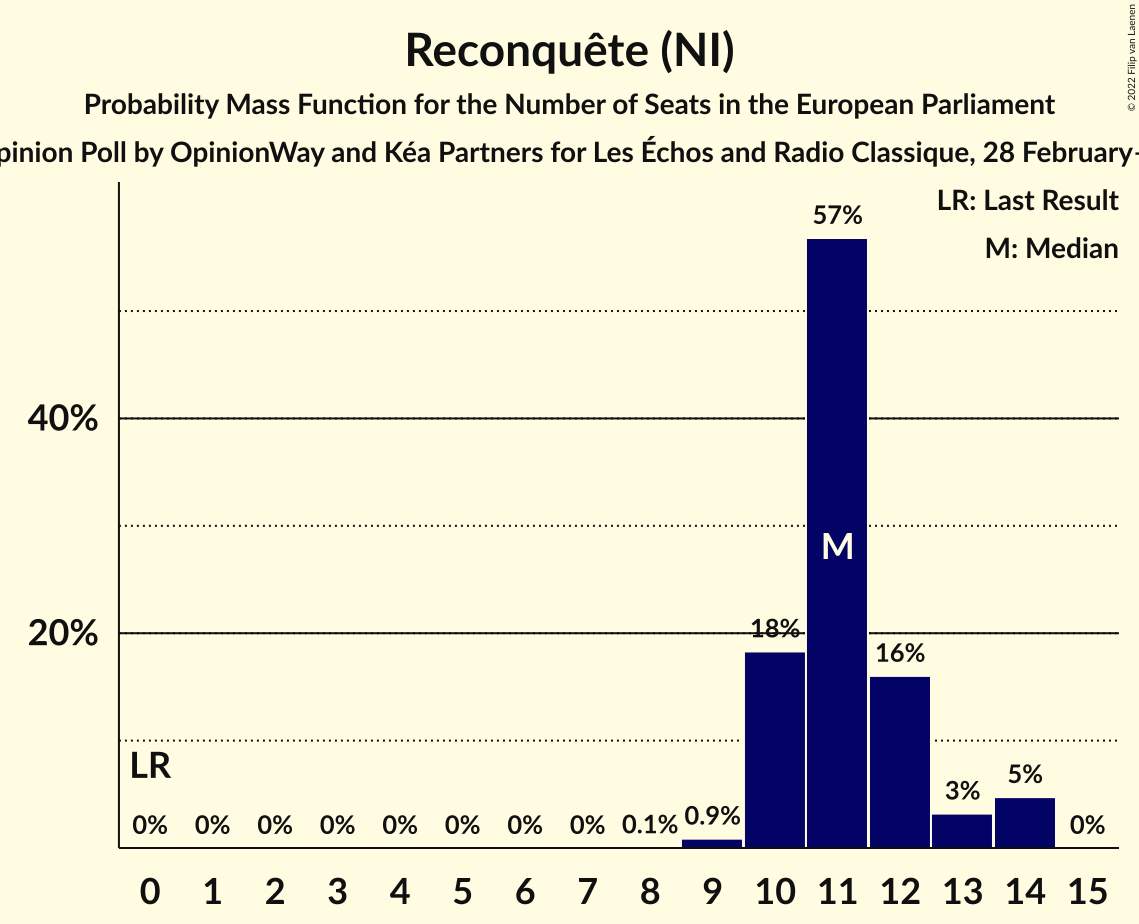 Reconquête (NI)
Probability Mass Function for the Number of Seats in the European Parliament
Opinion Poll by OpinionWay and Kéa Partners for Les Échos and Radio Classique, 28 February–
© 2022 Filip van Laenen
LR: Last Result
M: Median
57%
40%
M
20%
18%
16%
LR
5%
3%
0% 0% 0% 0% 0% 0% 0% 0% 0.1% 0.9% 0%
0 1 2 3 4 5 6 7 8 9 10 11 12 13 14 15